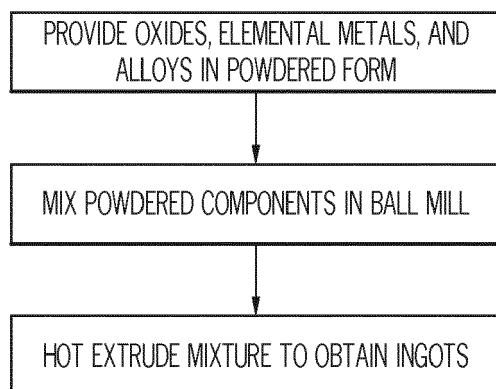 PROVIDE OXIDES, ELEMENTAL METALS, AND
ALLOYS IN POWDERED FORM
MIX POWDERED COMPONENTS IN BALL MILL
HOT EXTRUDE MIXTURE TO OBTAIN INGOTS